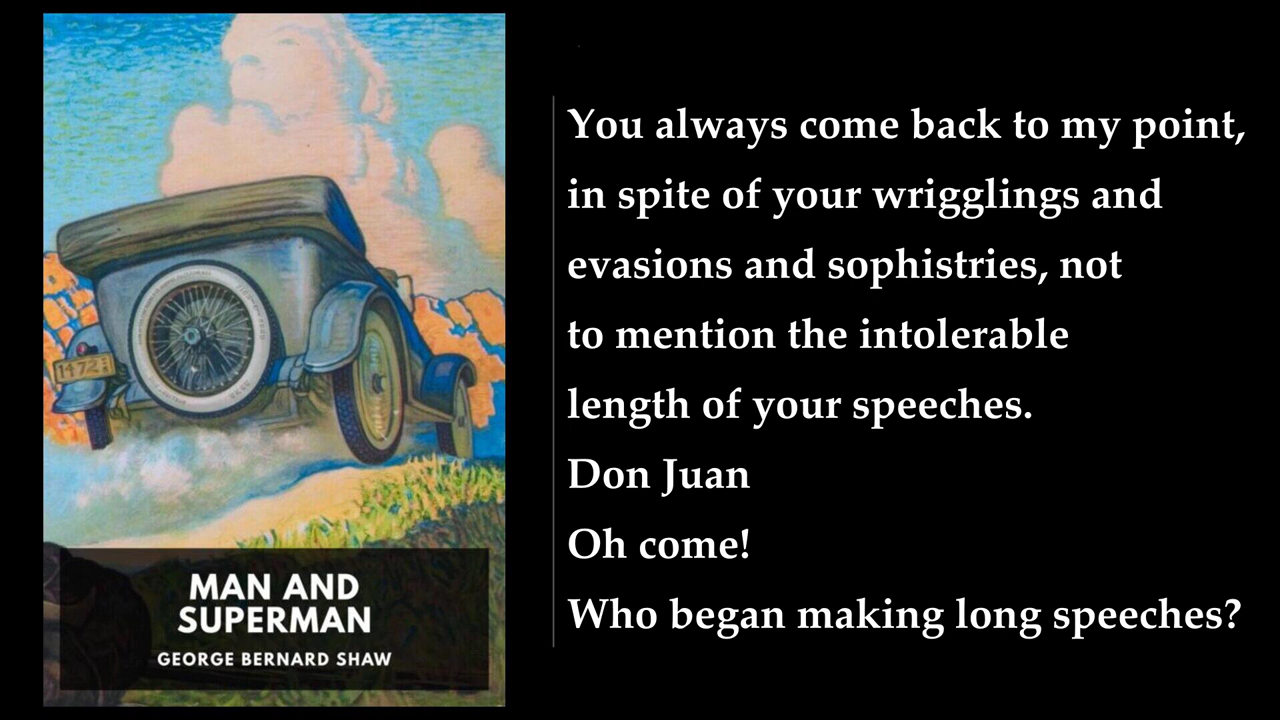 1472
MAN AND
SUPERMAN
GEORGE BERNARD SHAW
You always come back to my point,
in spite of your wrigglings and
evasions and sophistries, not
to mention the intolerable
length of your speeches.
Don Juan
Oh come!
Who began making long speeches?